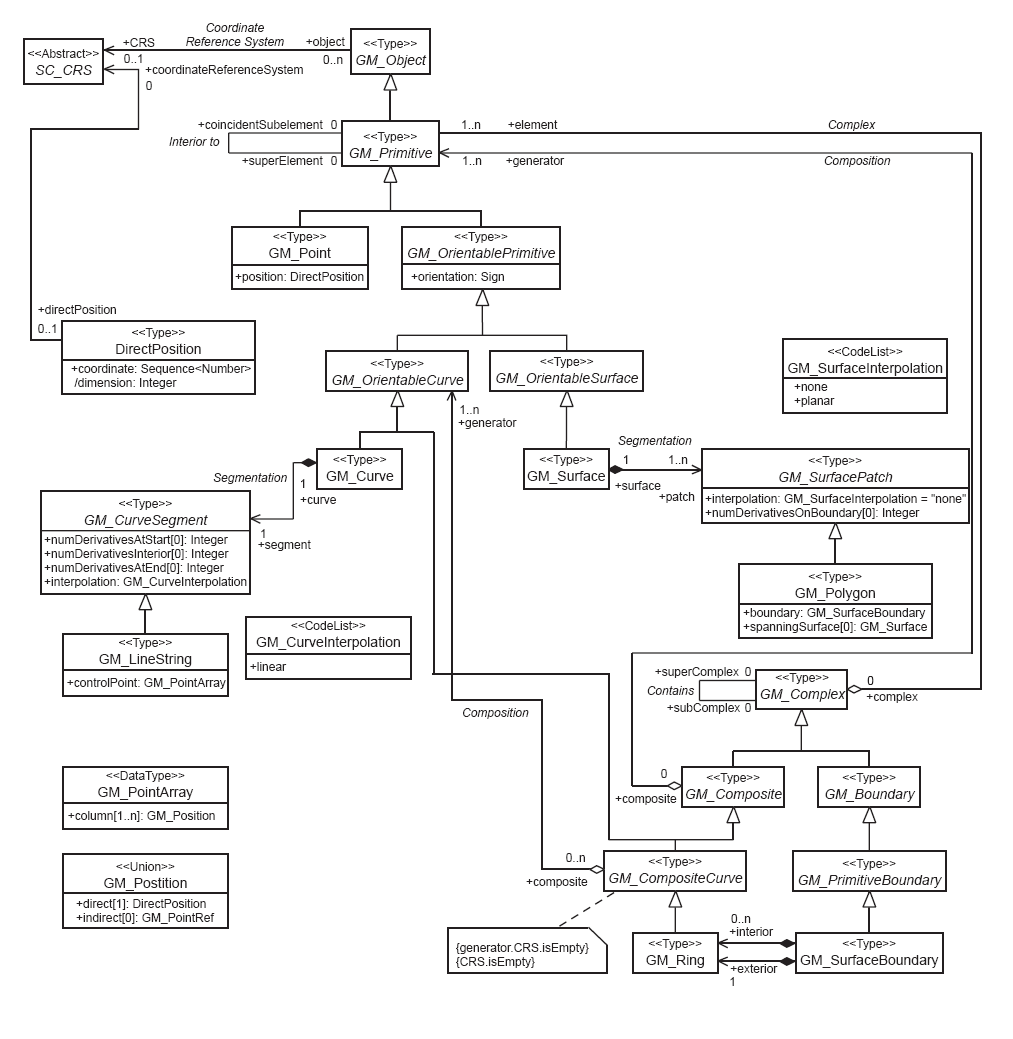 Coordinate
Reference System
<<Abstract>>
SC_CRS
+CRS
0..1
+object
0..n
<<Type>>
GM_Object
+coordinateReferenceSystem
0
+coincidentSubelement 0
Interior to
+superElement 0
<<Type>>
GM_Primitive
1..n
+element
Complex
1..n
+generator
Composition
<<Type>>
GM_Point
+position: DirectPosition
<<Type>>
GM_OrientablePrimitive
+orientation: Sign
+directPosition
0..1
<<Type>>
DirectPosition
+coordinate: Sequence<Number>
/dimension: Integer
<<Type>>
GM_OrientableCurve
<<Type>>
GM_OrientableSurface
<<CodeList>>
GM_SurfaceInterpolation
+none
+planar
1..n
+generator
Segmentation
1
+curve
<<Type>>
GM_Curve
<<Type>>
GM_Surface
Segmentation
1
1..n
+surface
+patch
<<Type>>
GM_SurfacePatch
+interpolation: GM_SurfaceInterpolation = "none"
+numDerivativesOnBoundary[0]: Integer
<<Type>>
GM_CurveSegment
+numDerivativesAtStart[0]: Integer
+numDerivativesInterior[0]: Integer
+numDerivativesAtEnd[0]: Integer
+interpolation: GM_CurveInterpolation
1
+segment
<<Type>>
GM_Polygon
+boundary: GM_SurfaceBoundary
+spanningSurface[0]: GM_Surface
<<Type>>
GM_LineString
+controlPoint: GM_PointArray
<<CodeList>>
GM_CurveInterpolation
+linear
Composition
+superComplex 0
Contains
+subComplex 0
<<Type>>
GM_Complex
0
+complex
<<DataType>>
GM_PointArray
+column[1..n]: GM_Position
0
+composite
<<Type>>
GM_Composite
<<Type>>
GM_Boundary
<<Union>>
GM_Postition
+direct[1]: DirectPosition
+indirect[0]: GM_PointRef
0..n
+composite
<<Type>>
GM_CompositeCurve
<<Type>>
GM_PrimitiveBoundary
{generator.CRS.isEmpty}
{CRS.isEmpty}
<<Type>>
GM_Ring
0..n
+interior
+exterior
1
<<Type>>
GM_SurfaceBoundary